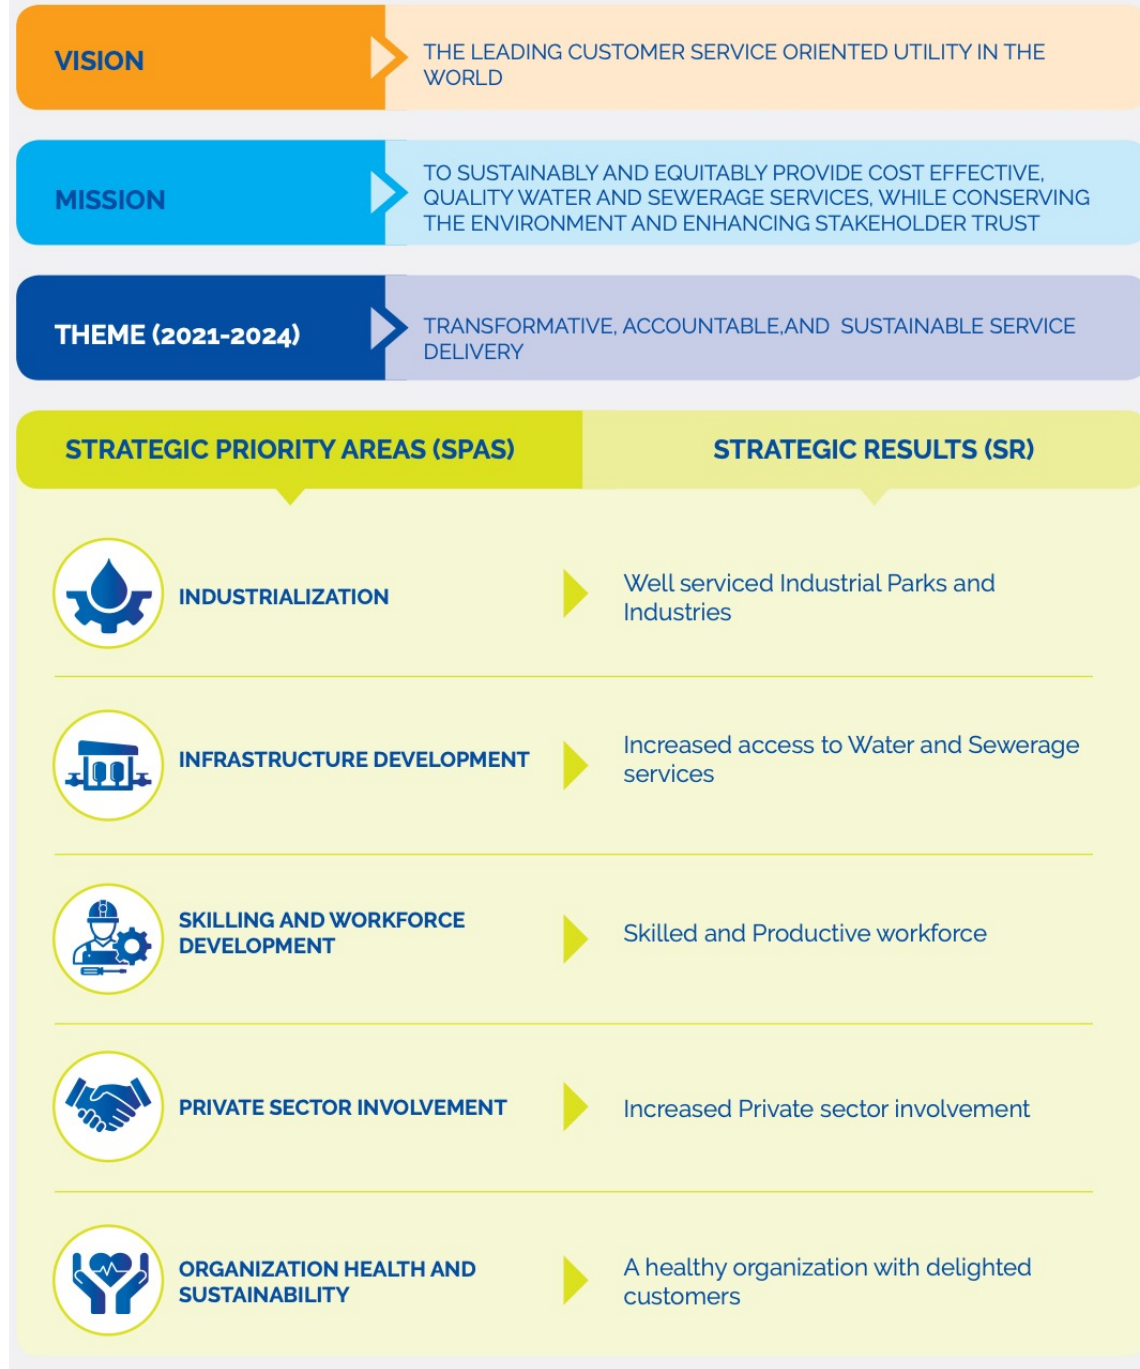 VISION
THE LEADING CUSTOMER SERVICE ORIENTED UTILITY IN THE
WORLD
MISSION
TO SUSTAINABLY AND EQUITABLY PROVIDE COST EFFECTIVE,
QUALITY WATER AND SEWERAGE SERVICES, WHILE CONSERVING
THE ENVIRONMENT AND ENHANCING STAKEHOLDER TRUST
THEME (2021-2024)
TRANSFORMATIVE, ACCOUNTABLE,AND SUSTAINABLE SERVICE
DELIVERY
STRATEGIC PRIORITY AREAS (SPAS)
STRATEGIC RESULTS (SR)
INDUSTRIALIZATION
Well serviced Industrial Parks and
Industries
INFRASTRUCTURE DEVELOPMENT
Increased access to Water and Sewerage
services
SKILLING AND WORKFORCE
DEVELOPMENT
Skilled and Productive workforce
PRIVATE SECTOR INVOLVEMENT
Increased Private sector involvement
ORGANIZATION HEALTH AND
SUSTAINABILITY
A healthy organization with delighted
customers